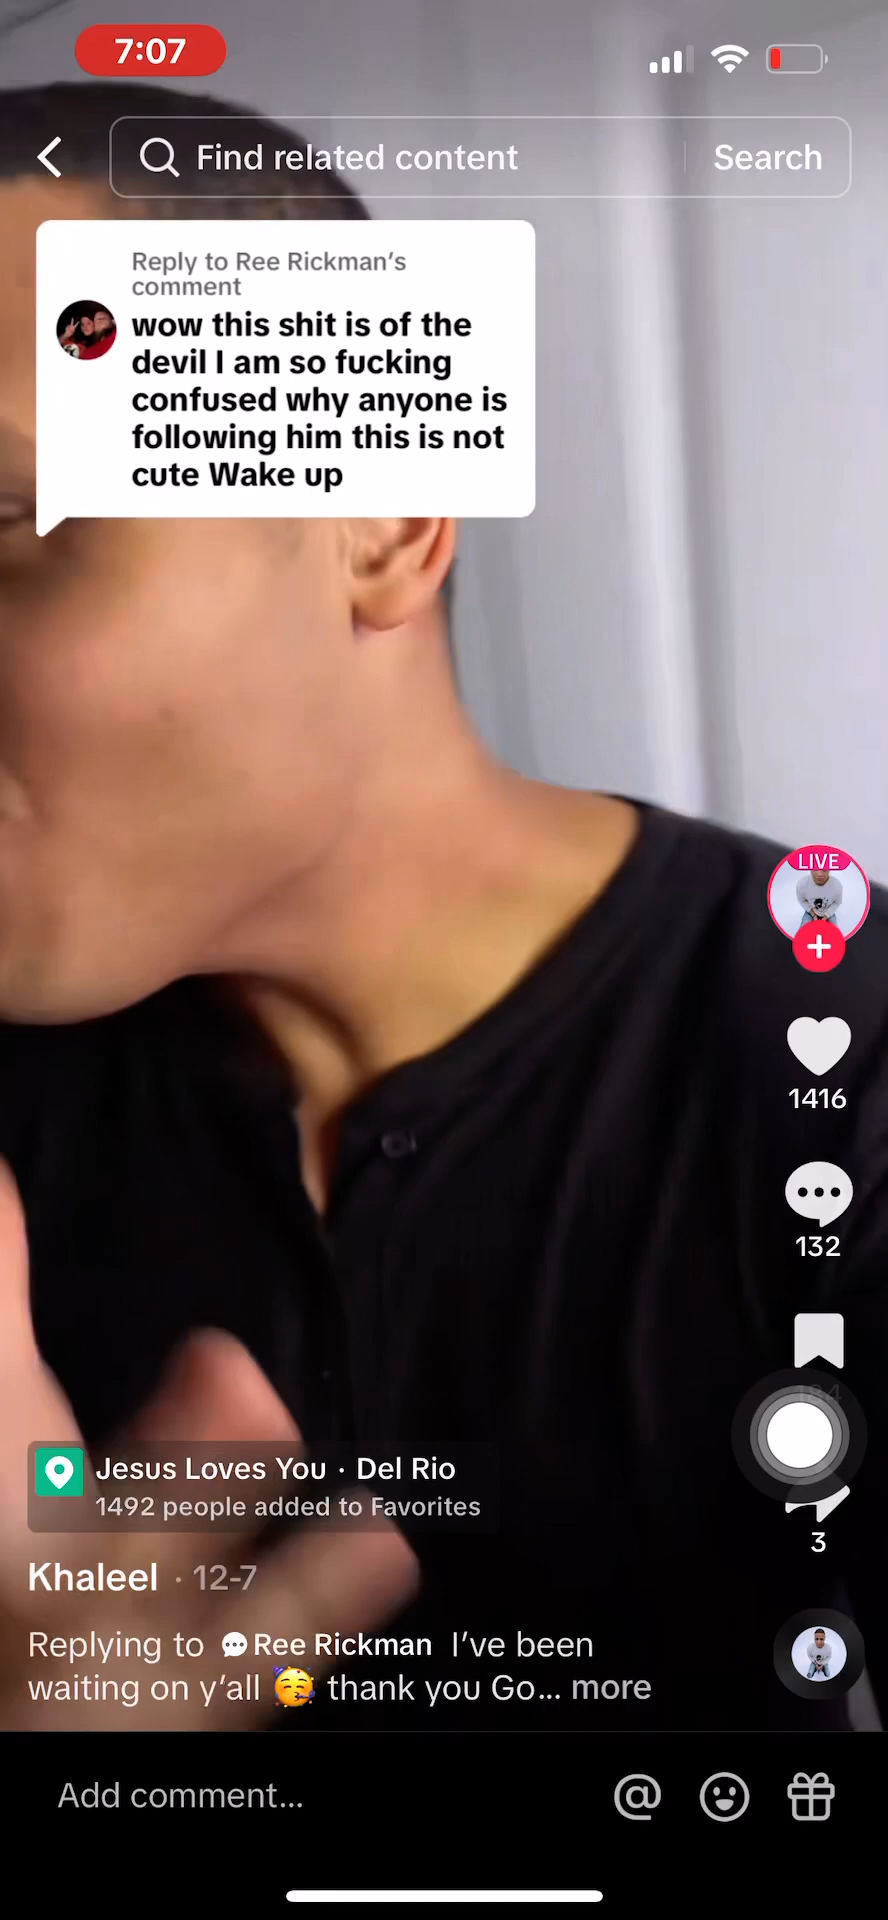 7:07
Find related content
Search
Reply to Ree Rickman's
comment
wow this shit is of the
devil I am so fucking
confused why anyone is
following him this is not
cute Wake up
LIVE
1416
132
184
Jesus Loves You · Del Rio
1492 people added to Favorites
3
Khaleel · 12-7
Replying to Ree Rickman I've been
waiting on y'all 🥳 thank you Go... more
Add comment...